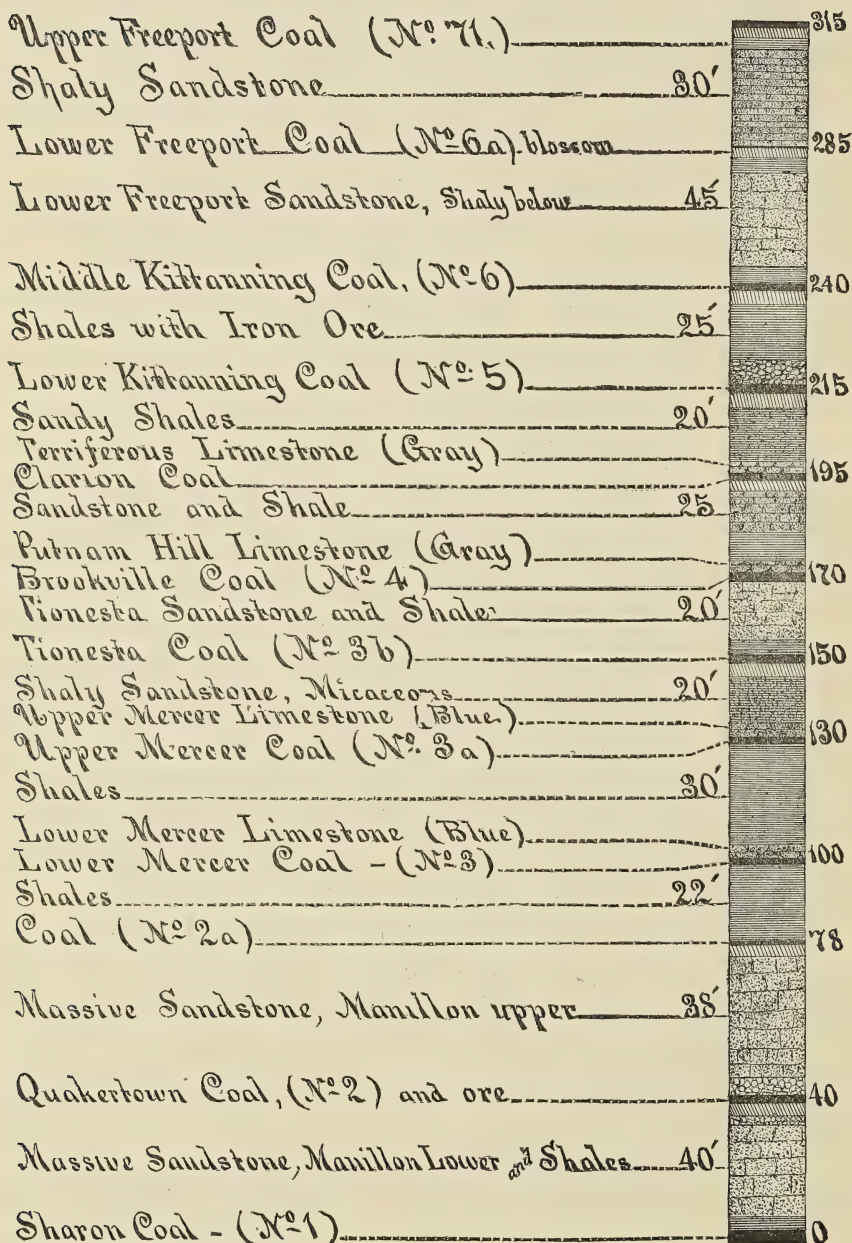 Upper Freeport Coal (Nº 71.) 315
Shaly Sandstone 30'
Lower Freeport Coal (Nº 6a) blossom 285
Lower Freeport Sandstone, Shaly below 45'
Middle Kittanning Coal, (Nº 6) 240
Shales with Iron Ore 25'
Lower Kittanning Coal (Nº 5) 215
Sandy Shales 20'
Ferriferous Limestone (Gray)
Clarion Coal 195
Sandstone and Shale 25
Putnam Hill Limestone (Gray)
Brookville Coal (Nº 4) 170
Tionesta Sandstone and Shale 20'
Tionesta Coal (Nº 3b) 150
Shaly Sandstone, Micaceous 20'
Upper Mercer Limestone (Blue)
Upper Mercer Coal (Nº 3a) 130
Shales 30'
Lower Mercer Limestone (Blue)
Lower Mercer Coal - (Nº 3) 100
Shales 22'
Coal (Nº 2a) 78
Massive Sandstone, Manillon upper 38'
Quakertown Coal, (Nº 2) and ore 40
Massive Sandstone, Manillon Lower and Shales 40'
Sharon Coal - (Nº 1) 0